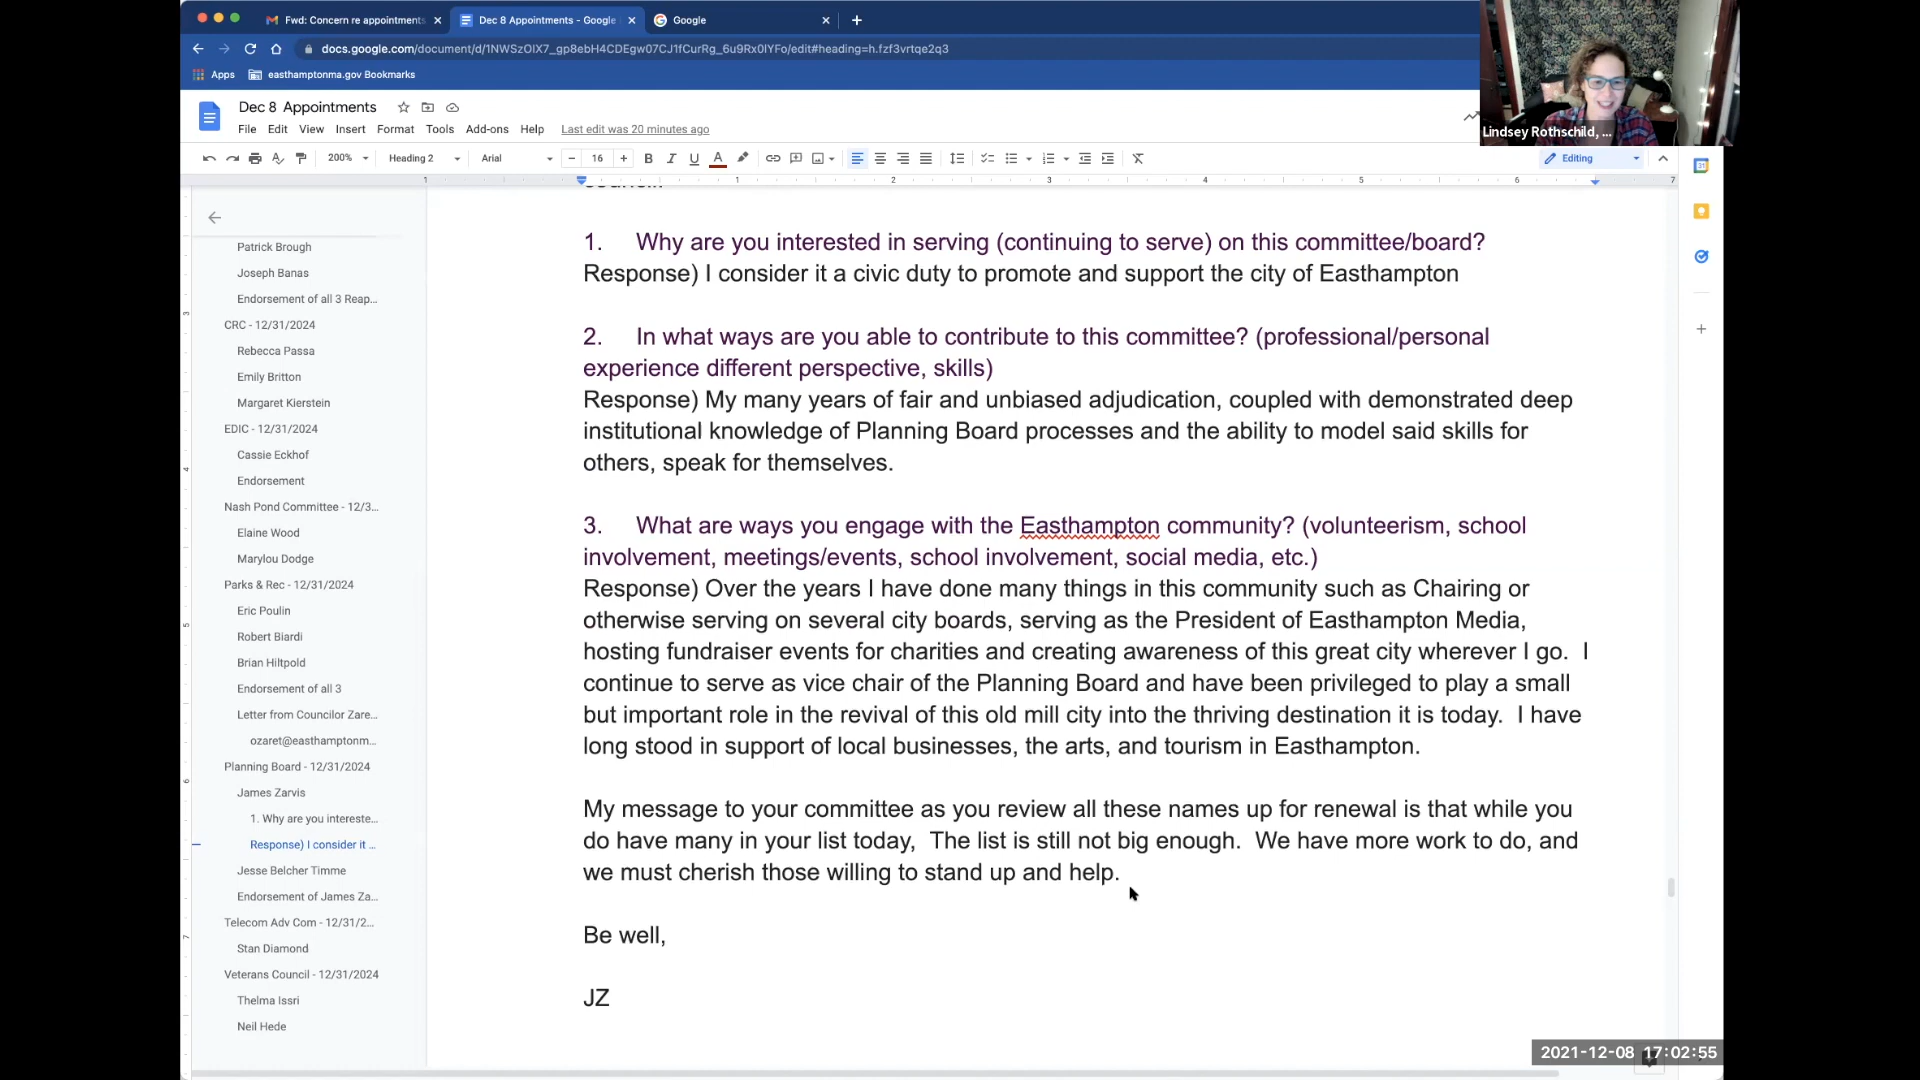 Fwd: Concern re appointments
Dec 8 Appointments - Google
Google
docs.google.com/document/d/1NWSzOIX7_gp8ebH4CDEgw07CJ1fCurRg_6u9Rx0IYFo/edit#heading=h.fzf3vrtqe2q3
Apps
easthamptonma.gov Bookmarks
Dec 8 Appointments
File Edit View Insert Format Tools Add-ons Help Last edit was 20 minutes ago
Lindsey Rothschild, ...
200% Heading 2 Arial 16 Editing
1 1 2 3 4 5 6 7
Patrick Brough
Joseph Banas
Endorsement of all 3 Reap...
CRC - 12/31/2024
Rebecca Passa
Emily Britton
Margaret Kierstein
EDIC - 12/31/2024
Cassie Eckhof
Endorsement
Nash Pond Committee - 12/3...
Elaine Wood
Marylou Dodge
Parks & Rec - 12/31/2024
Eric Poulin
Robert Biardi
Brian Hiltpold
Endorsement of all 3
Letter from Councilor Zare...
ozaret@easthamptonm...
Planning Board - 12/31/2024
James Zarvis
1. Why are you intereste...
Response) I consider it ...
Jesse Belcher Timme
Endorsement of James Za...
Telecom Adv Com - 12/31/2...
Stan Diamond
Veterans Council - 12/31/2024
Thelma Issri
Neil Hede
1. Why are you interested in serving (continuing to serve) on this committee/board?
Response) I consider it a civic duty to promote and support the city of Easthampton
2. In what ways are you able to contribute to this committee? (professional/personal
experience different perspective, skills)
Response) My many years of fair and unbiased adjudication, coupled with demonstrated deep
institutional knowledge of Planning Board processes and the ability to model said skills for
others, speak for themselves.
3. What are ways you engage with the Easthampton community? (volunteerism, school
involvement, meetings/events, school involvement, social media, etc.)
Response) Over the years I have done many things in this community such as Chairing or
otherwise serving on several city boards, serving as the President of Easthampton Media,
hosting fundraiser events for charities and creating awareness of this great city wherever I go.  I
continue to serve as vice chair of the Planning Board and have been privileged to play a small
but important role in the revival of this old mill city into the thriving destination it is today.  I have
long stood in support of local businesses, the arts, and tourism in Easthampton.
My message to your committee as you review all these names up for renewal is that while you
do have many in your list today,  The list is still not big enough.  We have more work to do, and
we must cherish those willing to stand up and help.
Be well,
JZ
2021-12-08 17:02:55